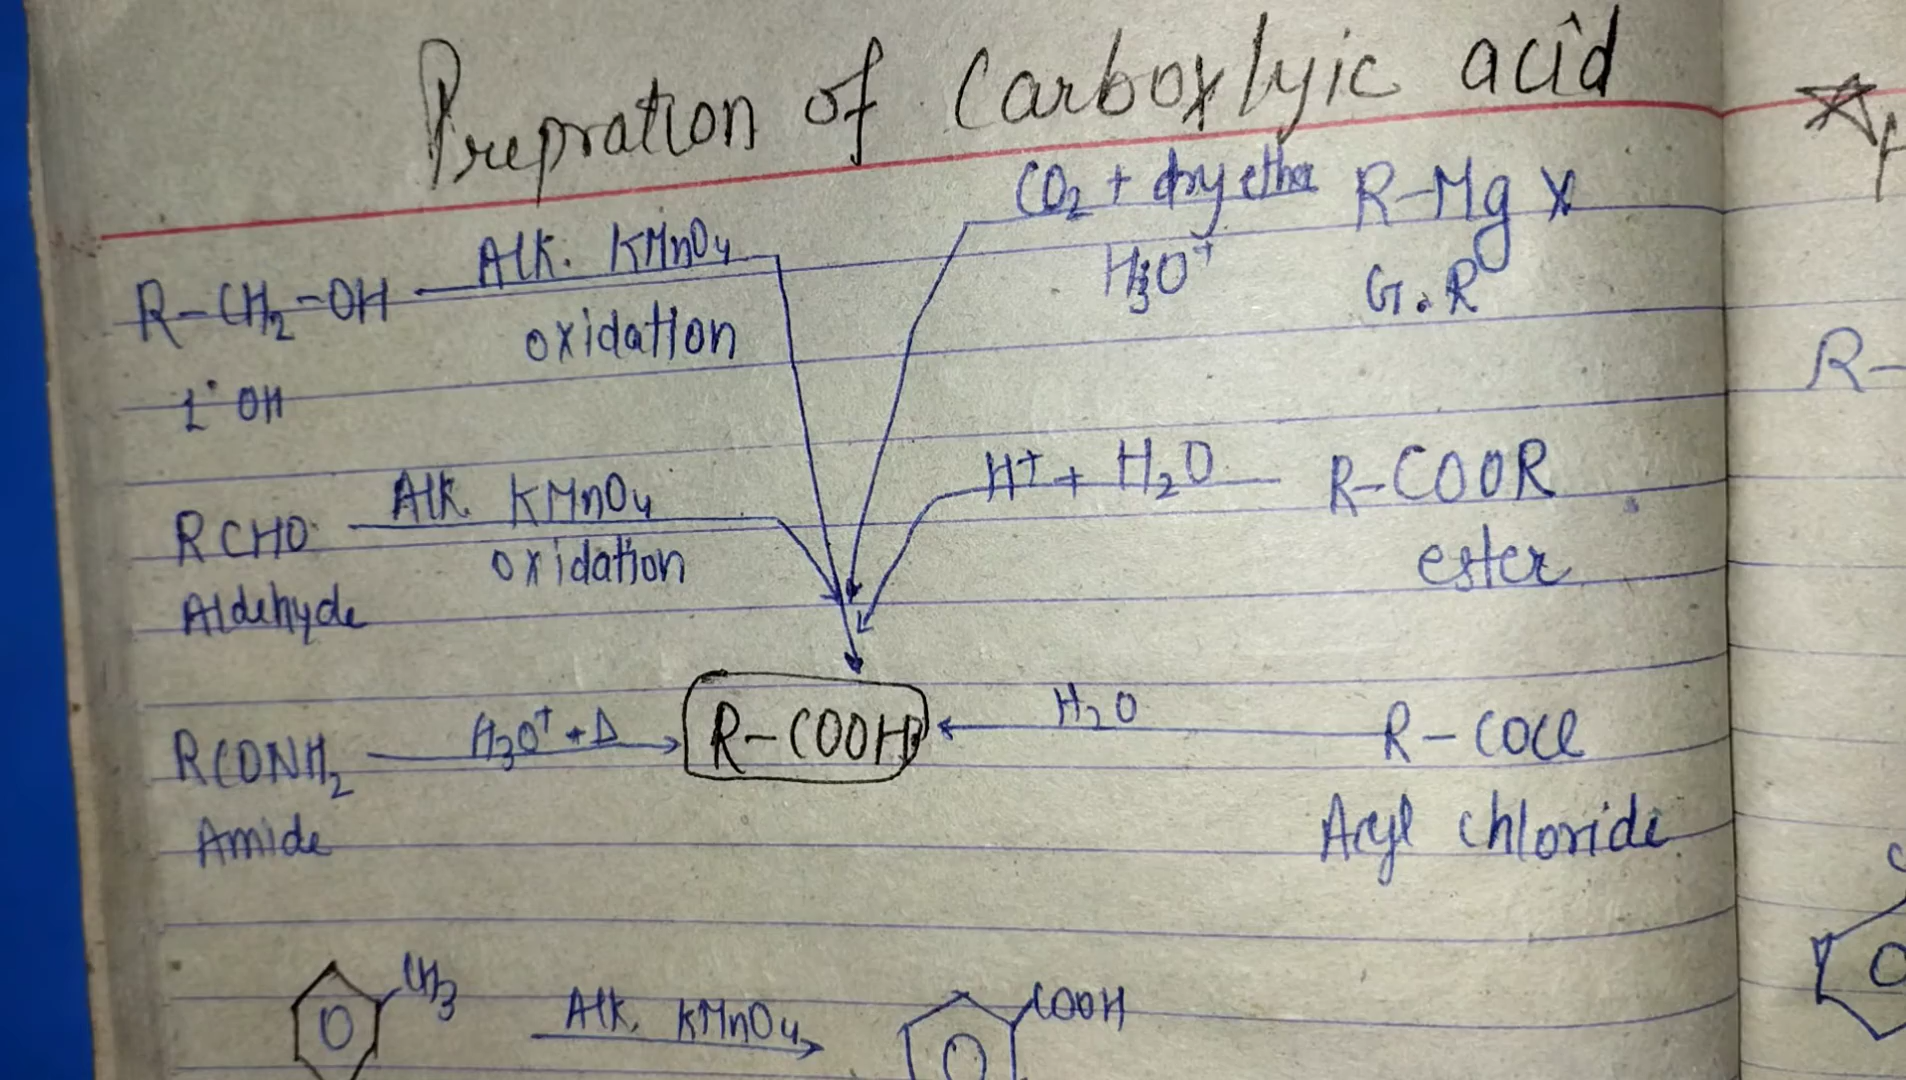 Prepration of Carboxlyic acid
CO₂ + dry ether R-Mg X
H₃O⁺ G.R
R-CH₂-OH Alk. KMnO₄
oxidation
1° OH
H⁺ + H₂O R-COOR
ester
RCHO Alk. KMnO₄
oxidation
Aldehyde
RCONH₂ H₃O⁺ + Δ R-COOH H₂O R-COCl
Amide
Acyl chloride
CH₃ Alk. KMnO₄ COOH
R-